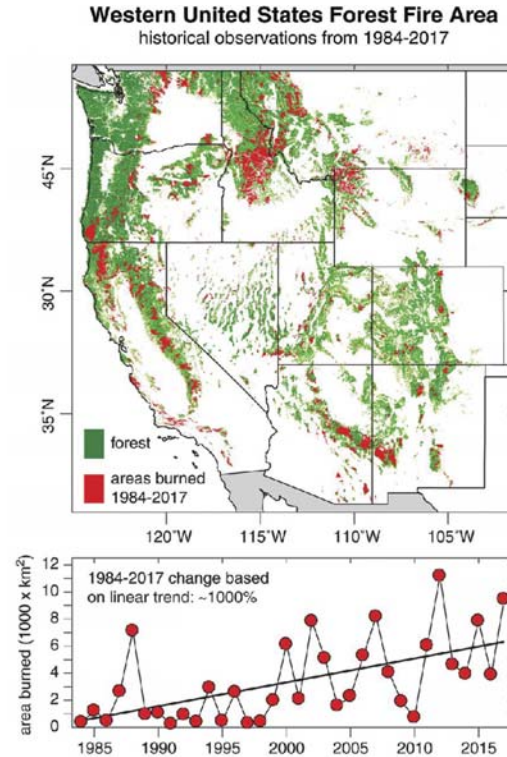 Western United States Forest Fire Area
historical observations from 1984-2017
45°N
30°N
35°N
forest
areas burned
1984-2017
120°W
115°W
110°W
105°W
area burned (1000 x km²)
12
10
8
6
4
2
0
1984-2017 change based
on linear trend: ~1000%
1985
1990
1995
2000
2005
2010
2015